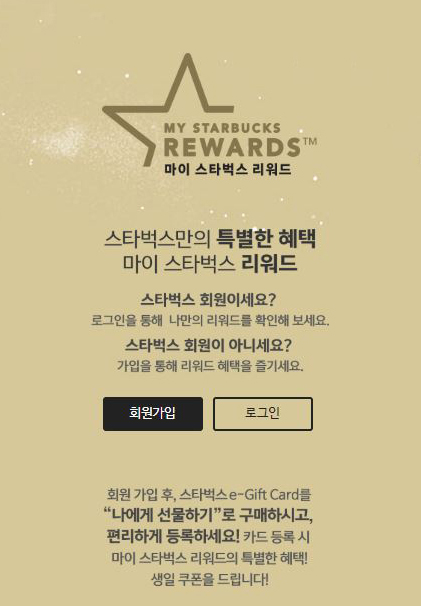 MY STARBUCKS
REWARDS™
마이 스타벅스 리워드
스타벅스만의 특별한 혜택
마이 스타벅스 리워드
스타벅스 회원이세요?
로그인을 통해 나만의 리워드를 확인해 보세요.
스타벅스 회원이 아니세요?
가입을 통해 리워드 혜택을 즐기세요.
회원가입 로그인
회원 가입 후, 스타벅스 e-Gift Card를
“나에게 선물하기”로 구매하시고,
편리하게 등록하세요! 카드 등록 시
마이 스타벅스 리워드의 특별한 혜택!
생일 쿠폰을 드립니다!